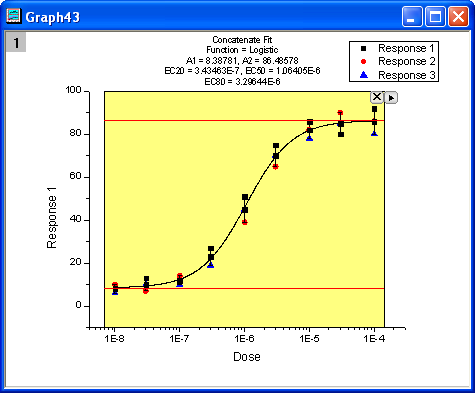 Graph43
1
Concatenate Fit
Function = Logistic
A1 = 8.38781, A2 = 86.48578
EC20 = 3.43463E-7, EC50 = 1.06405E-6
EC80 = 3.29644E-6
Response 1
Response 2
Response 3
100
80
60
40
20
0
Response 1
1E-8 1E-7 1E-6 1E-5 1E-4
Dose